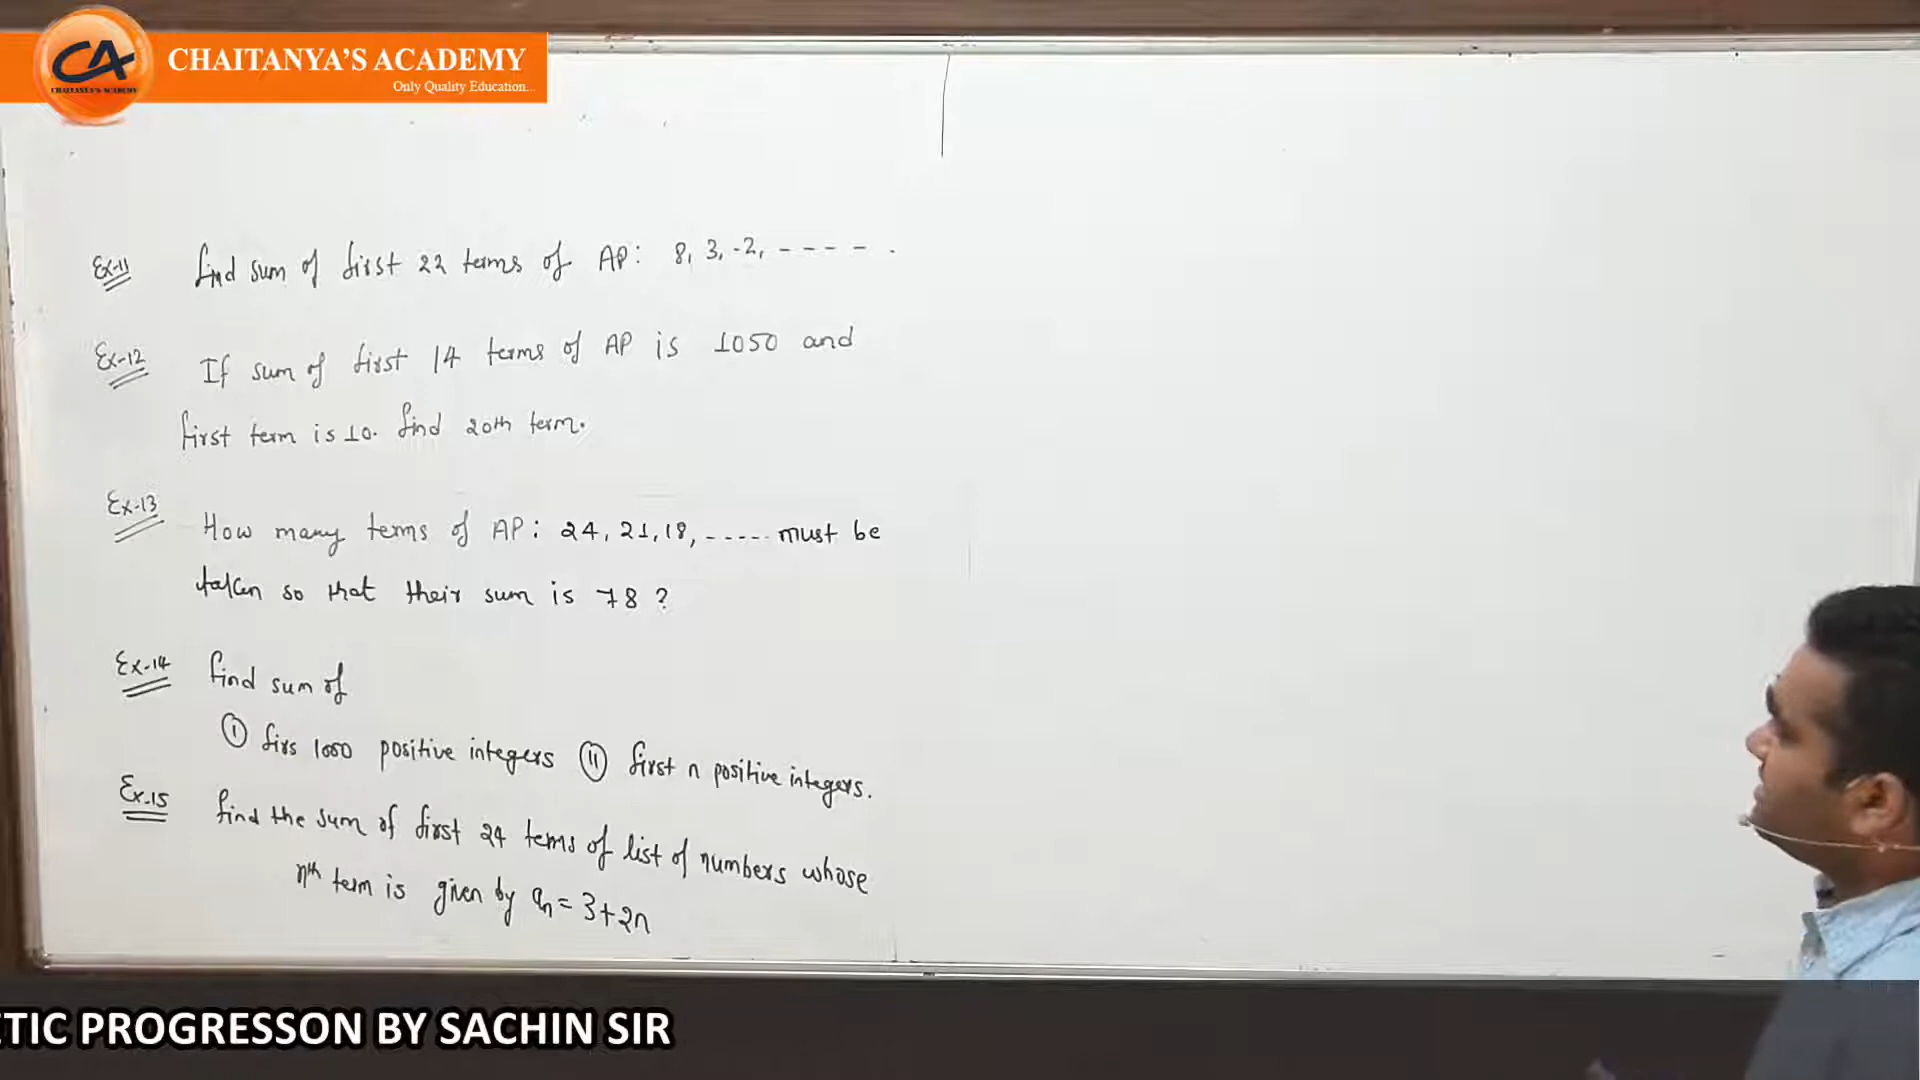 CA
CHAITANYA'S ACADEMY
CHAITANYA'S ACADEMY
Only Quality Education...
Ex-11 find sum of first 22 terms of AP: 8, 3, -2, ----- .
Ex-12 If sum of first 14 terms of AP is 1050 and
first term is 10. find 20th term.
Ex-13 How many terms of AP: 24, 21, 18, ----- must be
taken so that their sum is 78 ?
Ex-14 find sum of
(i) firs 1000 positive integers (ii) first n positive integers.
Ex-15 find the sum of first 24 terms of list of numbers whose
nth term is given by an = 3+2n
ETIC PROGRESSON BY SACHIN SIR